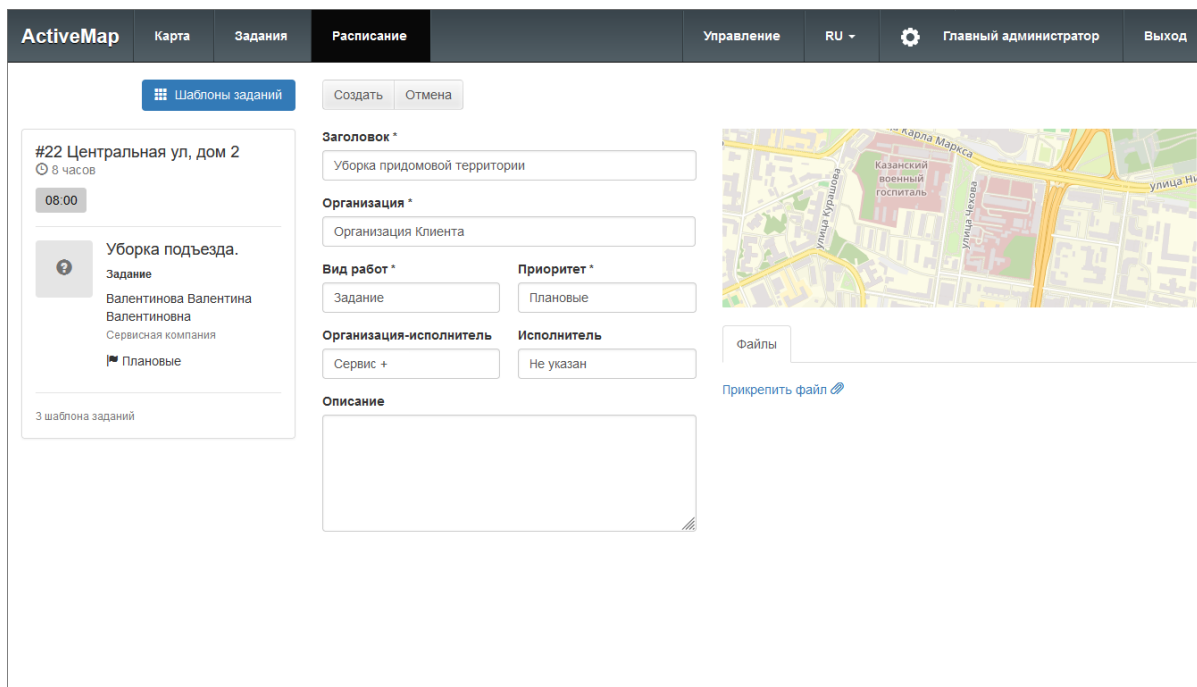 ActiveMap Карта Задания Расписание Управление RU Главный администратор Выход
Шаблоны заданий
Создать Отмена
#22 Центральная ул, дом 2
8 часов
08:00
Уборка подъезда.
Задание
Валентинова Валентина
Валентиновна
Сервисная компания
Плановые
3 шаблона заданий
Заголовок *
Уборка придомовой территории
Организация *
Организация Клиента
Вид работ * Приоритет *
Задание Плановые
Организация-исполнитель Исполнитель
Сервис + Не указан
Описание
Карла Маркса
Казанский
военный
госпиталь
улица Курашова
улица Чехова
улица Ни
Файлы
Прикрепить файл